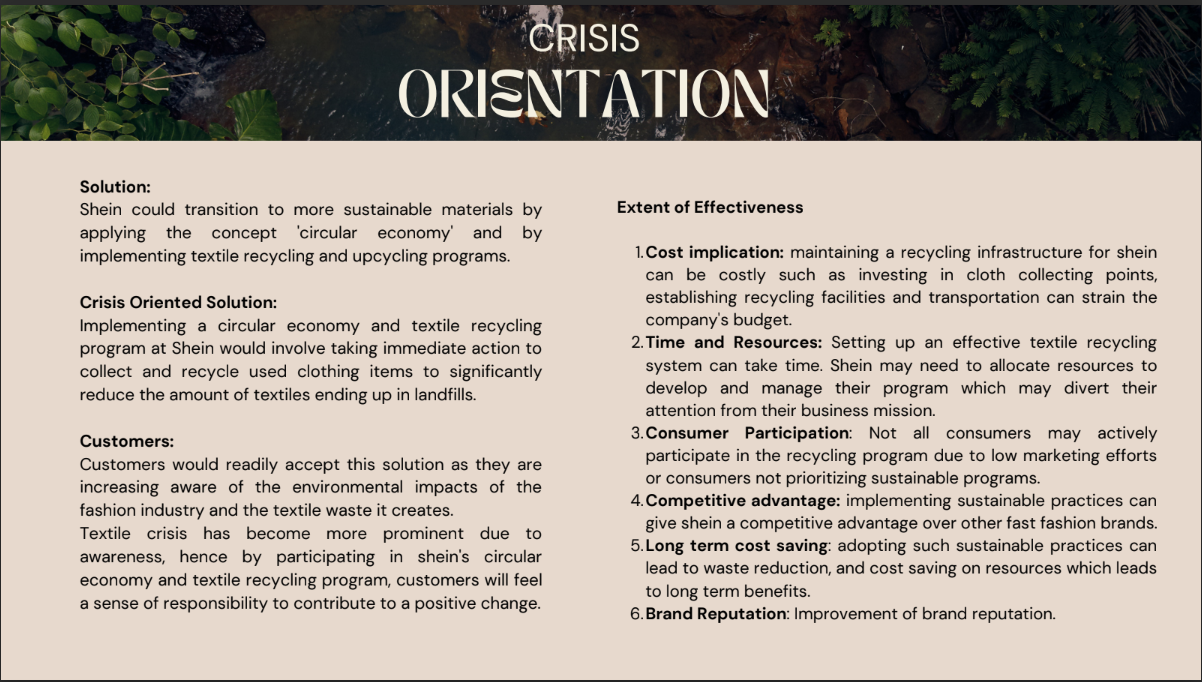 CRISIS
ORIENTATION
Solution:
Shein could transition to more sustainable materials by
applying the concept 'circular economy' and by
implementing textile recycling and upcycling programs.
Crisis Oriented Solution:
Implementing a circular economy and textile recycling
program at Shein would involve taking immediate action to
collect and recycle used clothing items to significantly
reduce the amount of textiles ending up in landfills.
Customers:
Customers would readily accept this solution as they are
increasing aware of the environmental impacts of the
fashion industry and the textile waste it creates.
Textile crisis has become more prominent due to
awareness, hence by participating in shein's circular
economy and textile recycling program, customers will feel
a sense of responsibility to contribute to a positive change.
Extent of Effectiveness
1. Cost implication: maintaining a recycling infrastructure for shein
can be costly such as investing in cloth collecting points,
establishing recycling facilities and transportation can strain the
company's budget.
2. Time and Resources: Setting up an effective textile recycling
system can take time. Shein may need to allocate resources to
develop and manage their program which may divert their
attention from their business mission.
3. Consumer Participation: Not all consumers may actively
participate in the recycling program due to low marketing efforts
or consumers not prioritizing sustainable programs.
4. Competitive advantage: implementing sustainable practices can
give shein a competitive advantage over other fast fashion brands.
5. Long term cost saving: adopting such sustainable practices can
lead to waste reduction, and cost saving on resources which leads
to long term benefits.
6. Brand Reputation: Improvement of brand reputation.